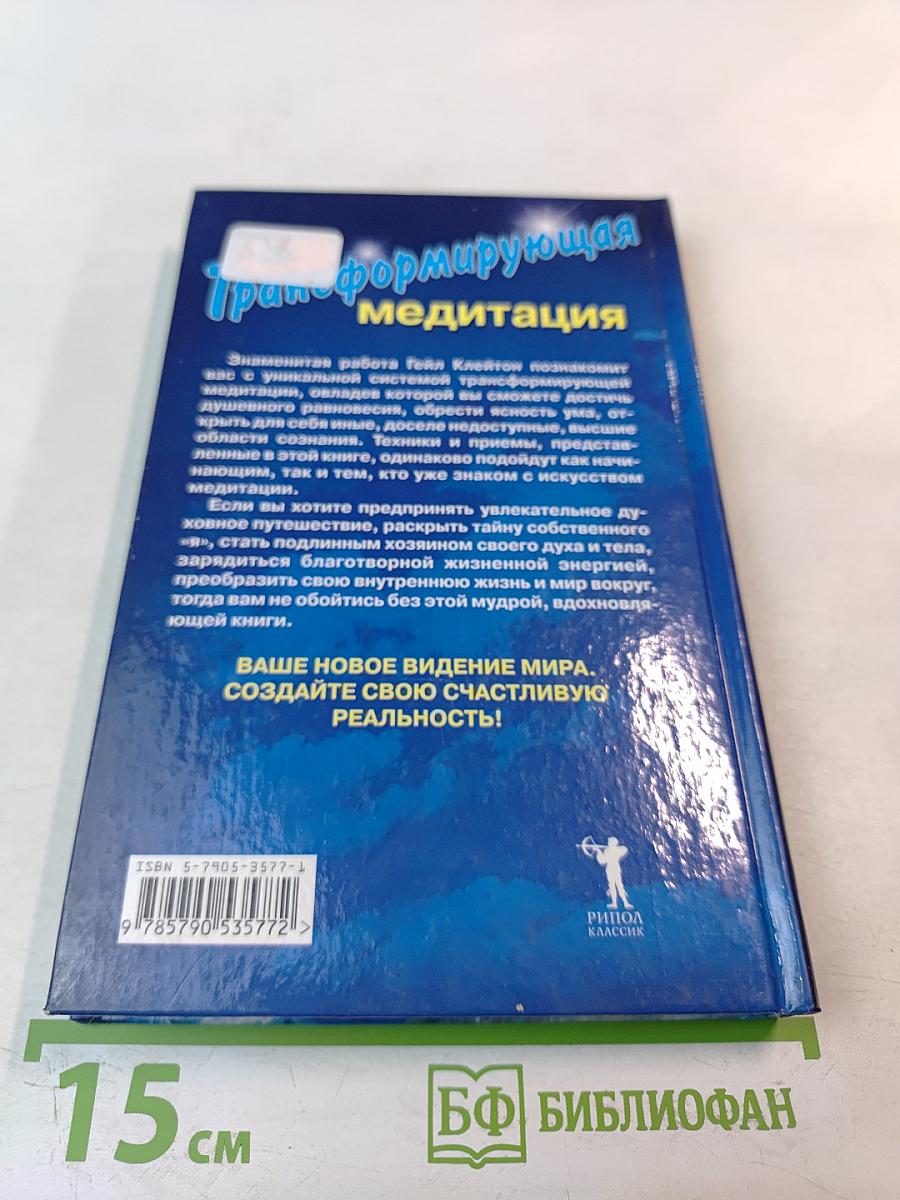 Трансформирующая
медитация
Знаменитая работа Гейл Клейтон познакомит
вас с уникальной системой трансформирующей
медитации, овладев которой вы сможете достичь
душевного равновесия, обрести ясность ума, от-
крыть для себя иные, доселе недоступные, высшие
области сознания. Техники и приемы, представ-
ленные в этой книге, одинаково подойдут как начи-
нающим, так и тем, кто уже знаком с искусством
медитации.
Если вы хотите предпринять увлекательное ду-
ховное путешествие, раскрыть тайну собственного
«я», стать подлинным хозяином своего духа и тела,
зарядиться благотворной жизненной энергией,
преобразить свою внутреннюю жизнь и мир вокруг,
тогда вам не обойтись без этой мудрой, вдохновля-
ющей книги.
ВАШЕ НОВОЕ ВИДЕНИЕ МИРА.
СОЗДАЙТЕ СВОЮ СЧАСТЛИВУЮ
РЕАЛЬНОСТЬ!
ISBN 5-7905-3577-1
9 785790 535772 >
РИПОЛ
КЛАССИК
15 см
БФ БИБЛИОФАН